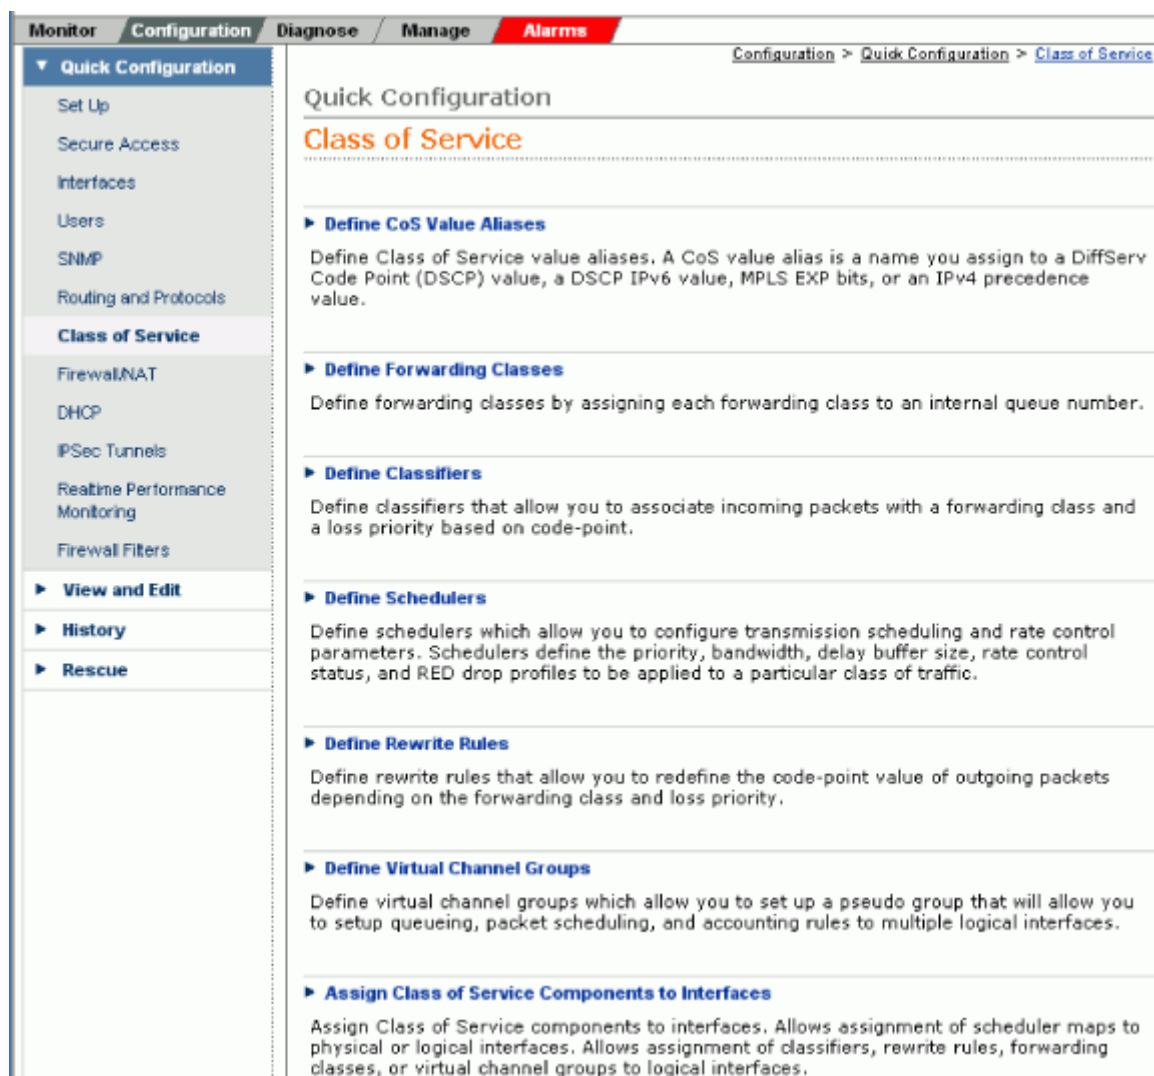 Monitor Configuration Diagnose Manage Alarms
Configuration > Quick Configuration > Class of Service
Quick Configuration
Set Up
Secure Access
Interfaces
Users
SNMP
Routing and Protocols
Class of Service
Firewall/NAT
DHCP
IPSec Tunnels
Realtime Performance
Monitoring
Firewall Filters
View and Edit
History
Rescue
Quick Configuration
Class of Service
Define CoS Value Aliases
Define Class of Service value aliases. A CoS value alias is a name you assign to a DiffServ
Code Point (DSCP) value, a DSCP IPv6 value, MPLS EXP bits, or an IPv4 precedence
value.
Define Forwarding Classes
Define forwarding classes by assigning each forwarding class to an internal queue number.
Define Classifiers
Define classifiers that allow you to associate incoming packets with a forwarding class and
a loss priority based on code-point.
Define Schedulers
Define schedulers which allow you to configure transmission scheduling and rate control
parameters. Schedulers define the priority, bandwidth, delay buffer size, rate control
status, and RED drop profiles to be applied to a particular class of traffic.
Define Rewrite Rules
Define rewrite rules that allow you to redefine the code-point value of outgoing packets
depending on the forwarding class and loss priority.
Define Virtual Channel Groups
Define virtual channel groups which allow you to set up a pseudo group that will allow you
to setup queueing, packet scheduling, and accounting rules to multiple logical interfaces.
Assign Class of Service Components to Interfaces
Assign Class of Service components to interfaces. Allows assignment of scheduler maps to
physical or logical interfaces. Allows assignment of classifiers, rewrite rules, forwarding
classes, or virtual channel groups to logical interfaces.